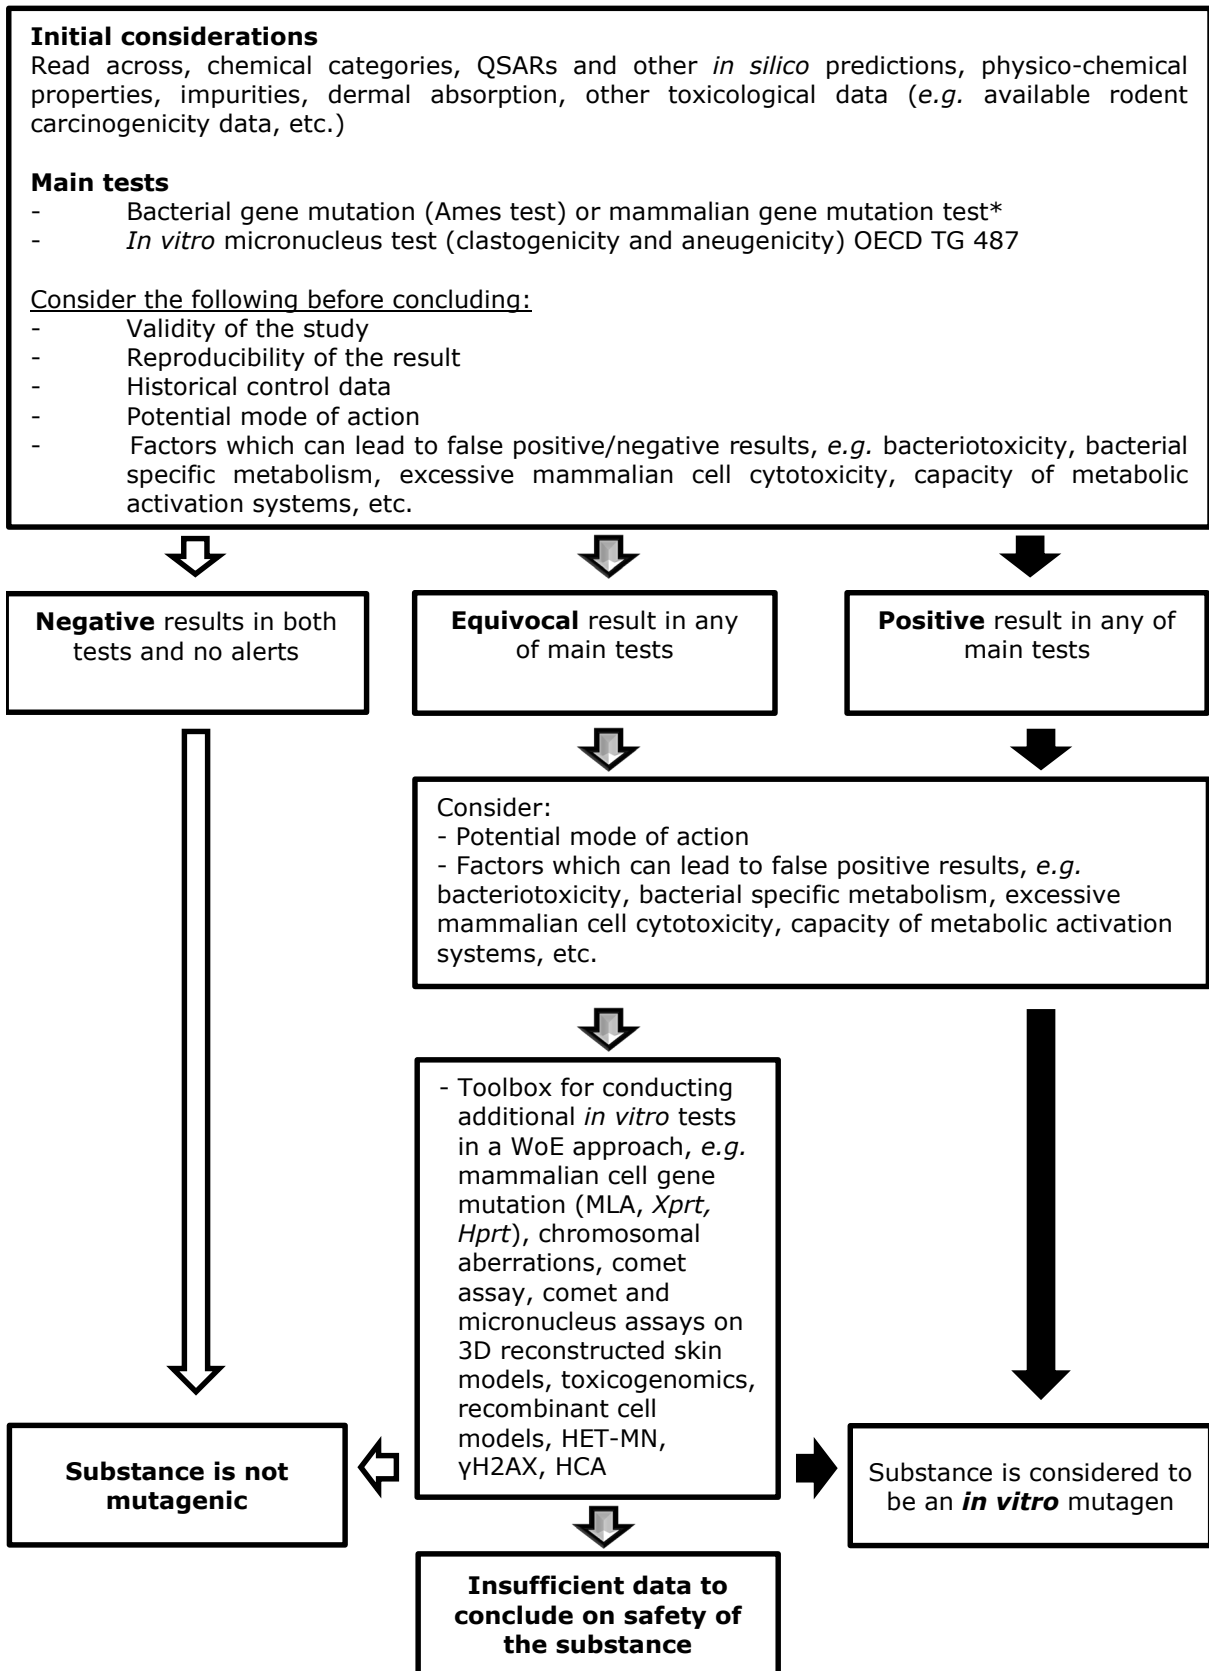 Initial considerations
Read across, chemical categories, QSARs and other in silico predictions, physico-chemical
properties, impurities, dermal absorption, other toxicological data (e.g. available rodent
carcinogenicity data, etc.)
Main tests
- Bacterial gene mutation (Ames test) or mammalian gene mutation test*
- In vitro micronucleus test (clastogenicity and aneugenicity) OECD TG 487
Consider the following before concluding:
- Validity of the study
- Reproducibility of the result
- Historical control data
- Potential mode of action
- Factors which can lead to false positive/negative results, e.g. bacteriotoxicity, bacterial
specific metabolism, excessive mammalian cell cytotoxicity, capacity of metabolic
activation systems, etc.
Negative results in both
tests and no alerts
Equivocal result in any
of main tests
Positive result in any of
main tests
Consider:
- Potential mode of action
- Factors which can lead to false positive results, e.g.
bacteriotoxicity, bacterial specific metabolism, excessive
mammalian cell cytotoxicity, capacity of metabolic activation
systems, etc.
- Toolbox for conducting
additional in vitro tests
in a WoE approach, e.g.
mammalian cell gene
mutation (MLA, Xprt,
Hprt), chromosomal
aberrations, comet
assay, comet and
micronucleus assays on
3D reconstructed skin
models, toxicogenomics,
recombinant cell
models, HET-MN,
γH2AX, HCA
Substance is not
mutagenic
Substance is considered to
be an in vitro mutagen
Insufficient data to
conclude on safety of
the substance